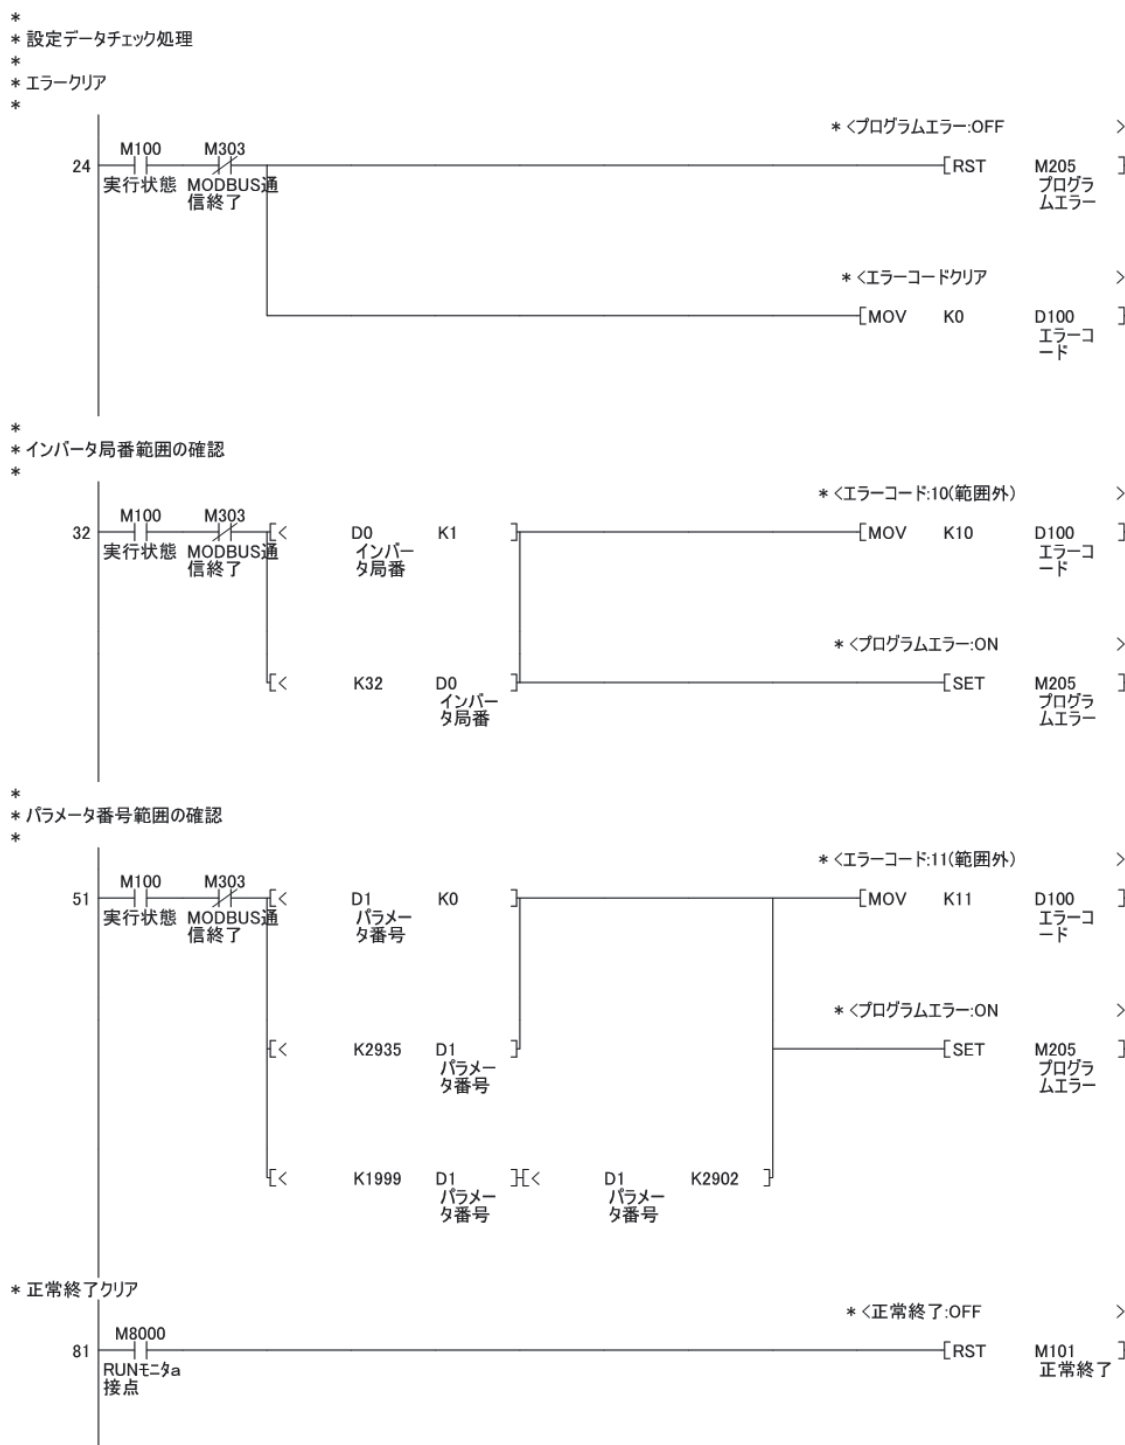 *
* 設定データチェック処理
*
* エラークリア
*
* <プログラムエラー:OFF >
M100 M303
24 [RST M205 ]
実行状態 MODBUS通信終了 プログラムエラー
* <エラーコードクリア >
[MOV K0 D100 ]
エラーコード
*
* インバータ局番範囲の確認
*
* <エラーコード:10(範囲外) >
M100 M303
32 [< D0 K1 ] [MOV K10 D100 ]
実行状態 MODBUS通信終了 インバータ局番 エラーコード
* <プログラムエラー:ON >
[< K32 D0 ] [SET M205 ]
インバータ局番 プログラムエラー
*
* パラメータ番号範囲の確認
*
* <エラーコード:11(範囲外) >
M100 M303
51 [< D1 K0 ] [MOV K11 D100 ]
実行状態 MODBUS通信終了 パラメータ番号 エラーコード
* <プログラムエラー:ON >
[< K2935 D1 ] [SET M205 ]
パラメータ番号 プログラムエラー
[< K1999 D1 ][< D1 K2902 ]
パラメータ番号 パラメータ番号
* 正常終了クリア
* <正常終了:OFF >
M8000
81 [RST M101 ]
RUNモニタa接点 正常終了